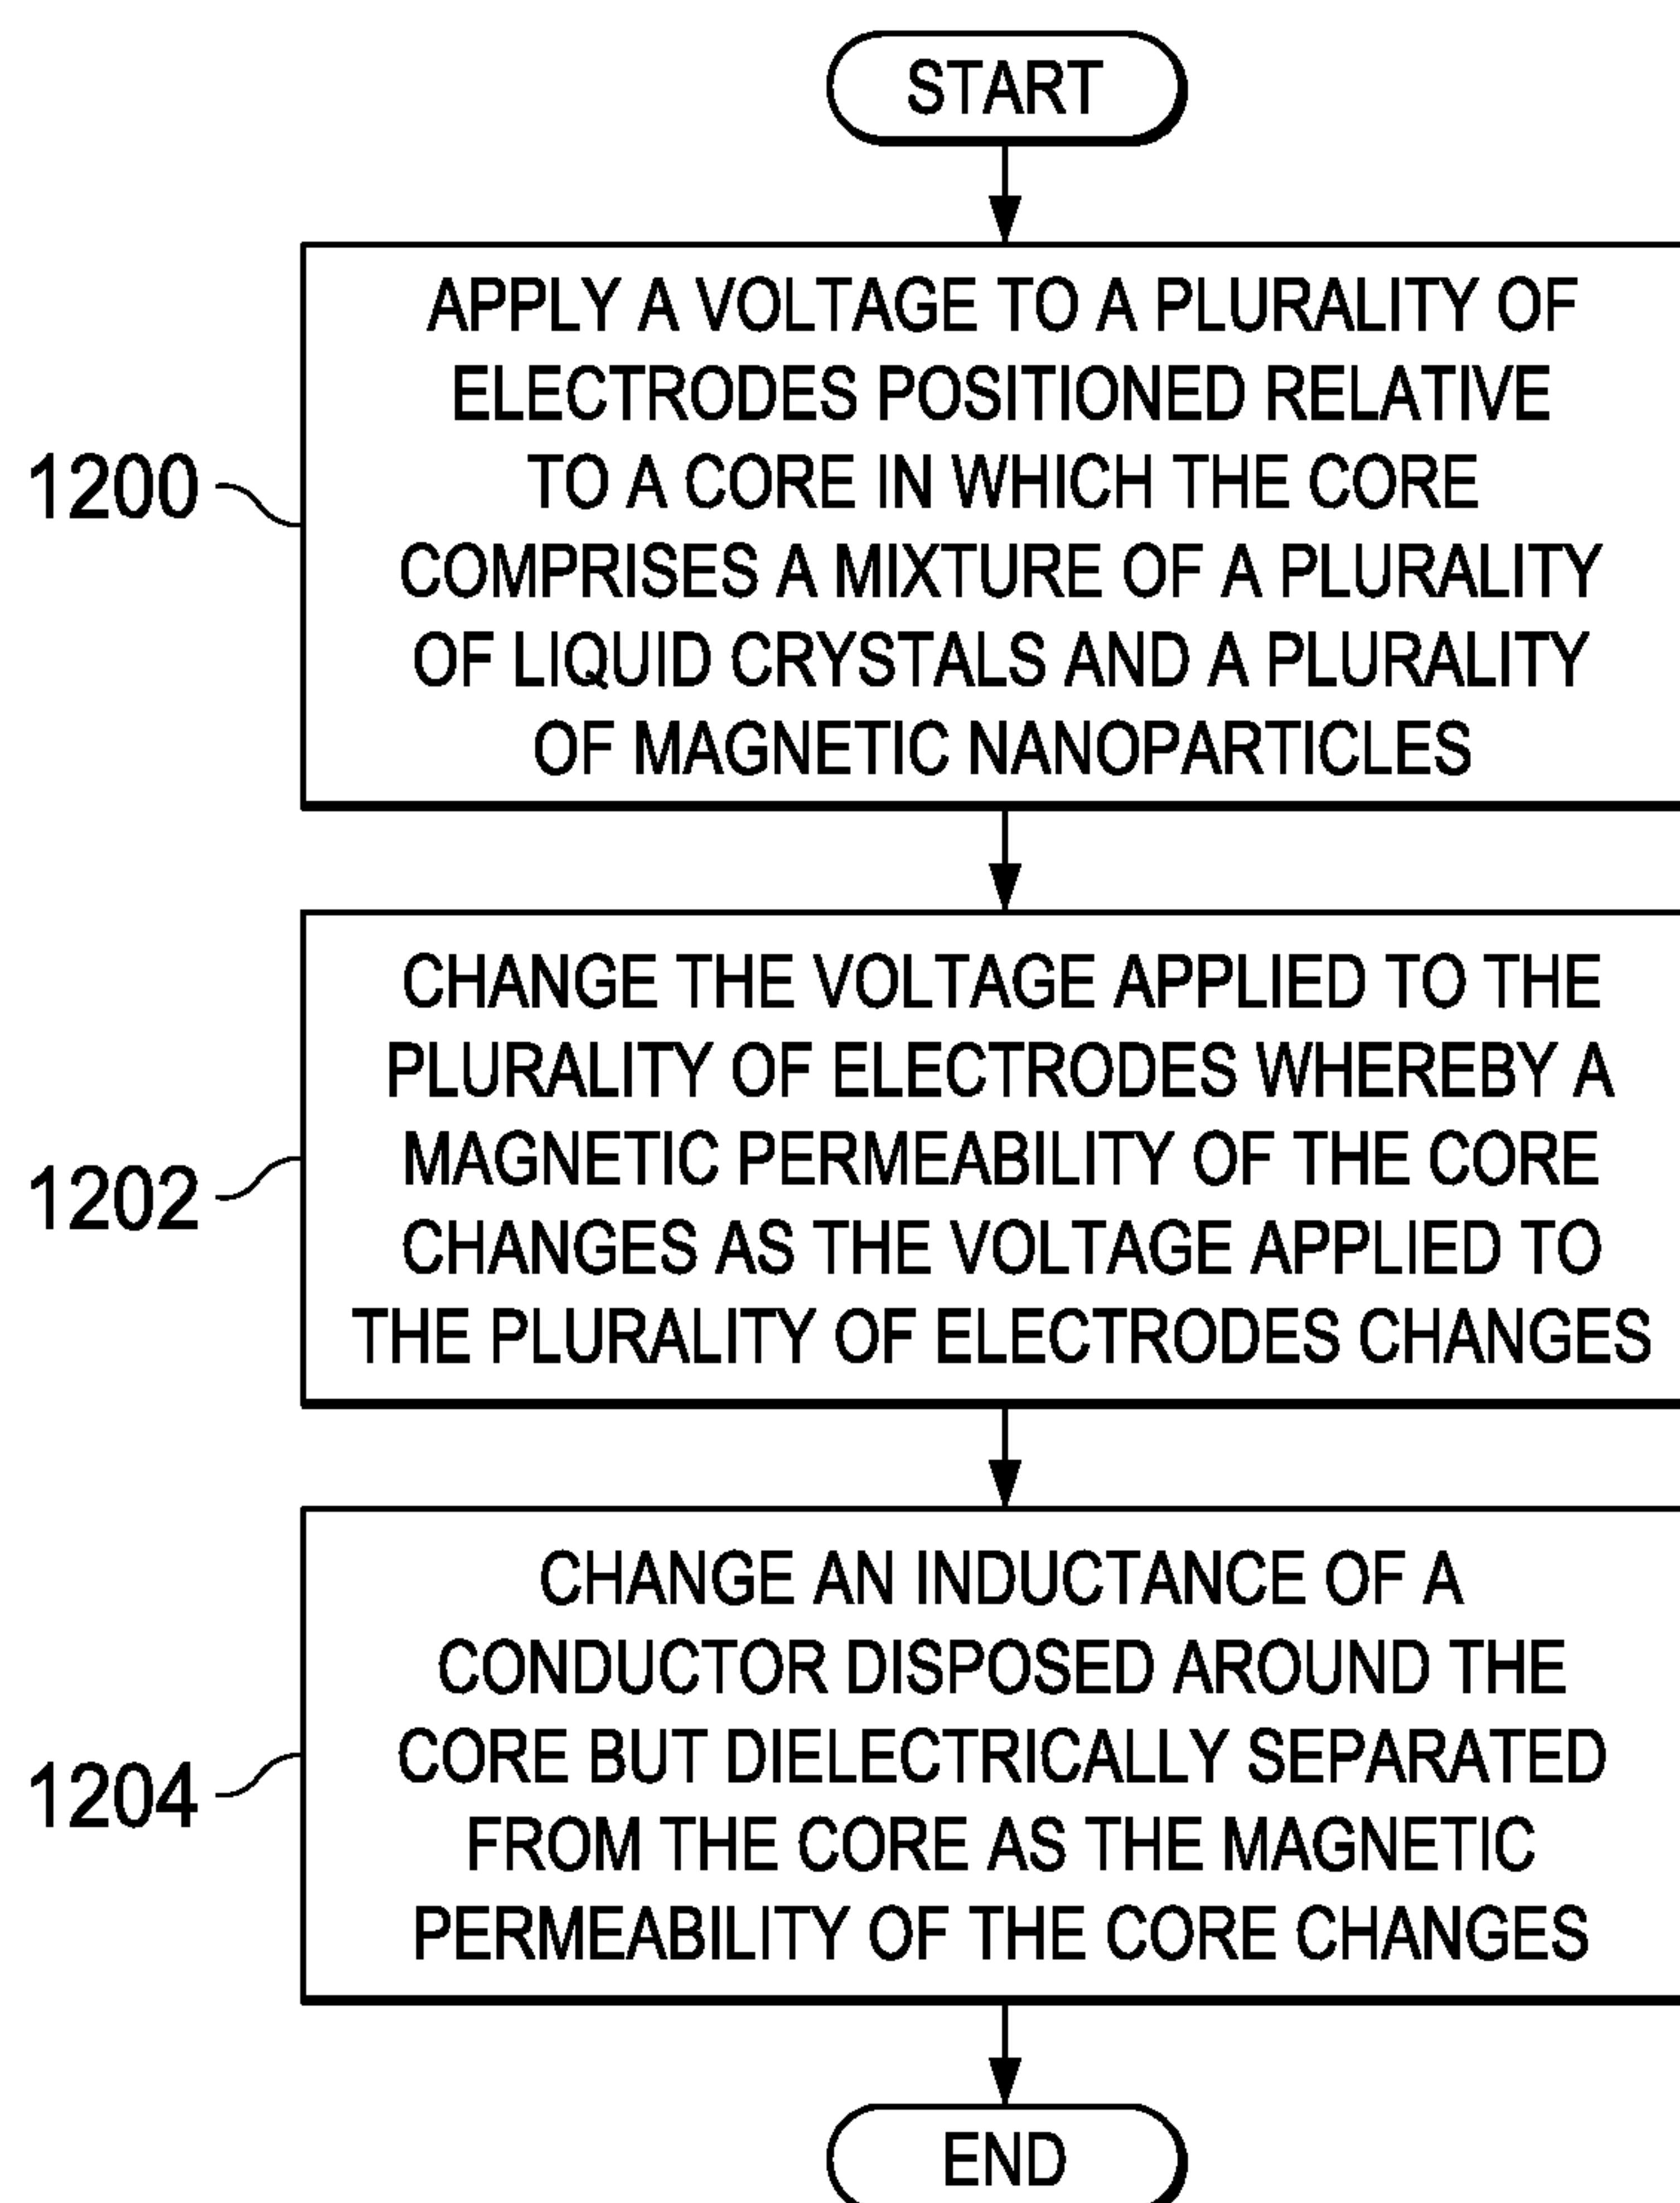 START
APPLY A VOLTAGE TO A PLURALITY OF
ELECTRODES POSITIONED RELATIVE
TO A CORE IN WHICH THE CORE
COMPRISES A MIXTURE OF A PLURALITY
OF LIQUID CRYSTALS AND A PLURALITY
OF MAGNETIC NANOPARTICLES
1200
CHANGE THE VOLTAGE APPLIED TO THE
PLURALITY OF ELECTRODES WHEREBY A
MAGNETIC PERMEABILITY OF THE CORE
CHANGES AS THE VOLTAGE APPLIED TO
THE PLURALITY OF ELECTRODES CHANGES
1202
CHANGE AN INDUCTANCE OF A
CONDUCTOR DISPOSED AROUND THE
CORE BUT DIELECTRICALLY SEPARATED
FROM THE CORE AS THE MAGNETIC
PERMEABILITY OF THE CORE CHANGES
1204
END